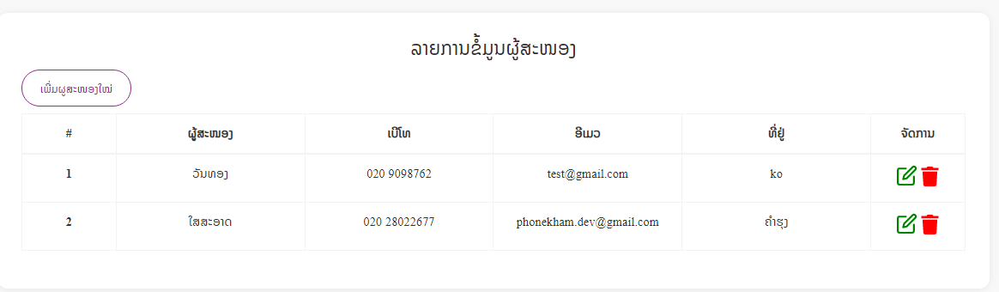 ລາຍການຂໍ້ມູນຜູ້ສະໜອງ
ເພີ່ມຜູສະໜອງໃໝ່
# ຜູ້ສະໜອງ ເບີໂທ ອີເມວ ທີ່ຢູ່ ຈັດການ
1 ວັນທອງ 020 9098762 test@gmail.com ko
2 ໃສສະອາດ 020 28022677 phonekham.dev@gmail.com ຄຳຮຸງ